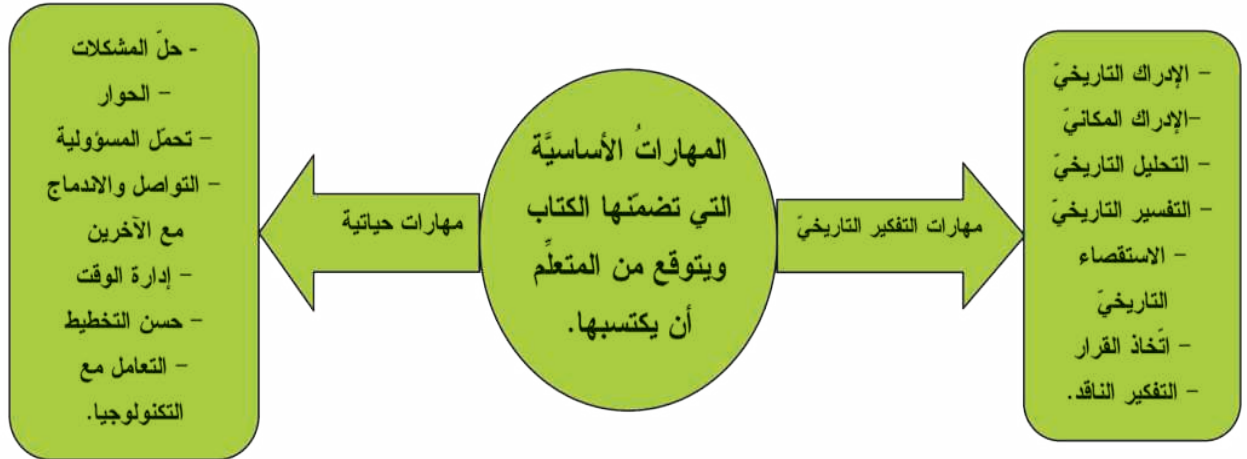 المهاراتُ الأساسيَّة
التي تضمّنها الكتاب
ويتوقع من المتعلِّم
أن يكتسبها.
مهارات التفكير التاريخيّ
– الإدراك التاريخيّ
–الإدراك المكانيّ
– التحليل التاريخيّ
– التفسير التاريخيّ
– الاستقصاء
التاريخيّ
– اتّخاذ القرار
– التفكير الناقد.
مهارات حياتية
- حلّ المشكلات
– الحوار
– تحمّل المسؤولية
– التواصل والاندماج
مع الآخرين
– إدارة الوقت
– حسن التخطيط
– التعامل مع
التكنولوجيا.